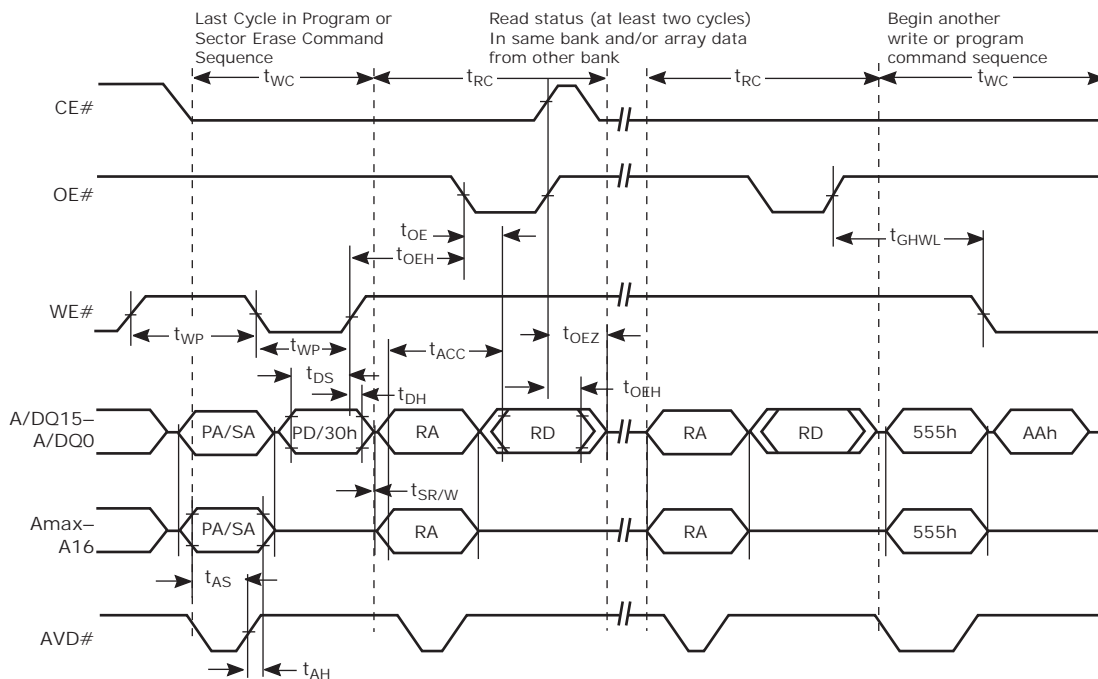 Last Cycle in Program or
Sector Erase Command
Sequence
Read status (at least two cycles)
In same bank and/or array data
from other bank
Begin another
write or program
command sequence
tWC
tRC
tRC
tWC
CE#
OE#
tOE
tOEH
tGHWL
WE#
tWP
tWP
tACC
tOEZ
tDS
tDH
tOEH
A/DQ15–
A/DQ0
PA/SA
PD/30h
RA
RD
RA
RD
555h
AAh
tSR/W
Amax–
A16
PA/SA
RA
RA
555h
tAS
AVD#
tAH